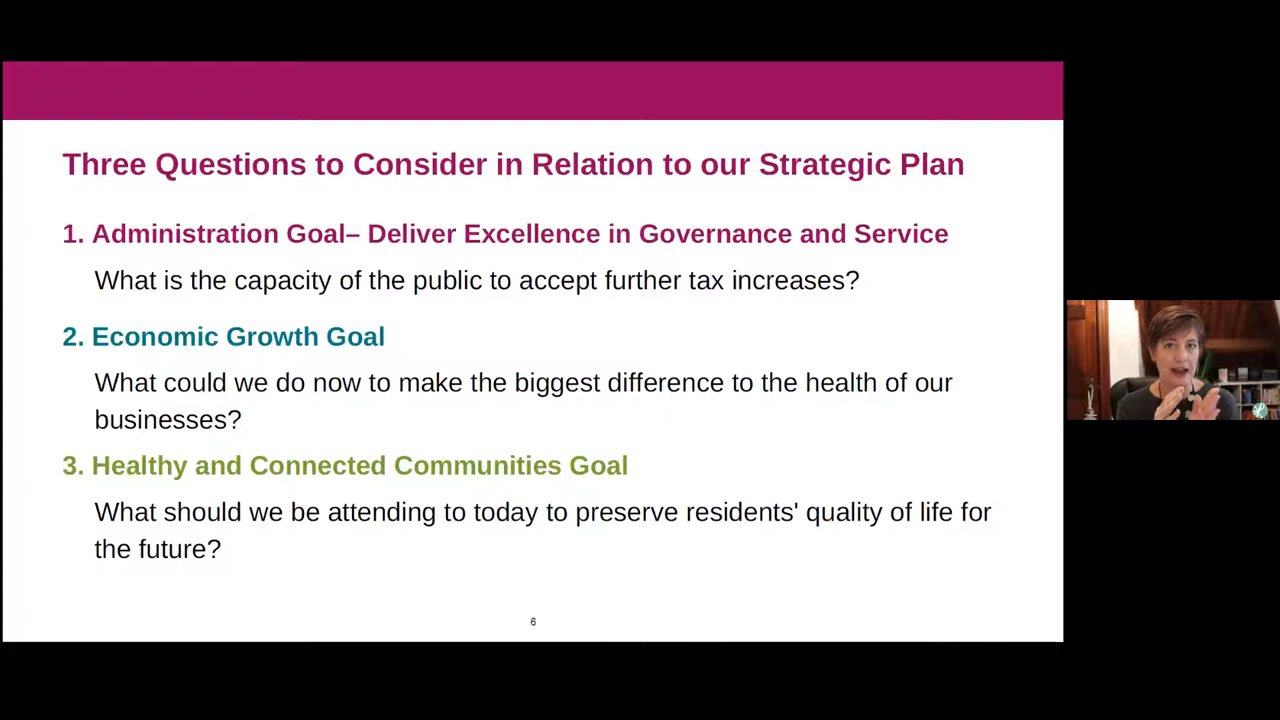 Three Questions to Consider in Relation to our Strategic Plan
1. Administration Goal– Deliver Excellence in Governance and Service
What is the capacity of the public to accept further tax increases?
2. Economic Growth Goal
What could we do now to make the biggest difference to the health of our
businesses?
3. Healthy and Connected Communities Goal
What should we be attending to today to preserve residents' quality of life for
the future?
6